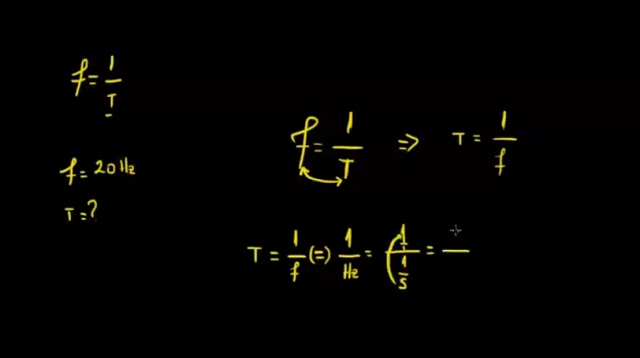 f = 1/T
f = 20 Hz
T = ?
f = 1/T => T = 1/f
T = 1/f (=) 1/Hz = 1/(1/s) =